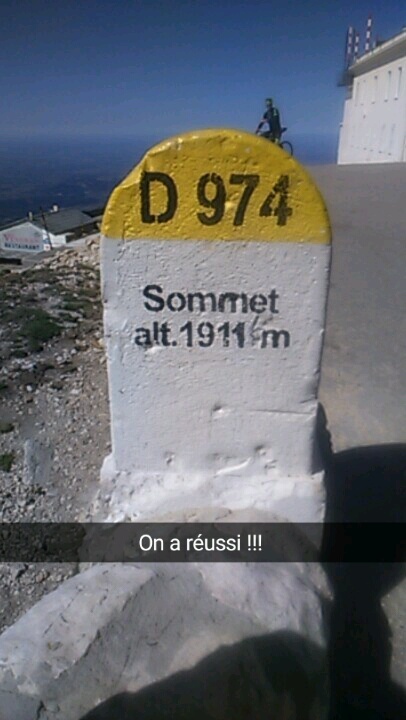 D 974
Sommet
alt.1911 m
RESTAURANT
On a réussi !!!